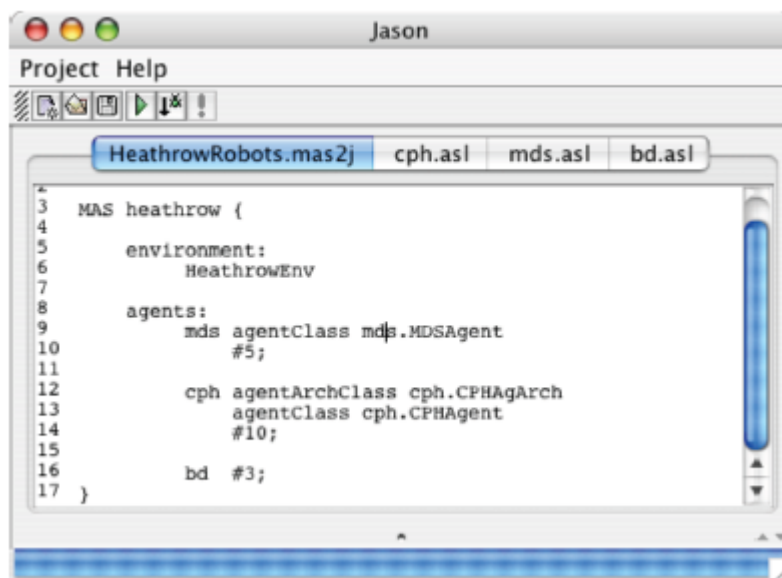 Jason
Project Help
HeathrowRobots.mas2j cph.asl mds.asl bd.asl
2
3 MAS heathrow {
4
5 environment:
6 HeathrowEnv
7
8 agents:
9 mds agentClass mds.MDSAgent
10 #5;
11
12 cph agentArchClass cph.CPHAgArch
13 agentClass cph.CPHAgent
14 #10;
15
16 bd #3;
17 }